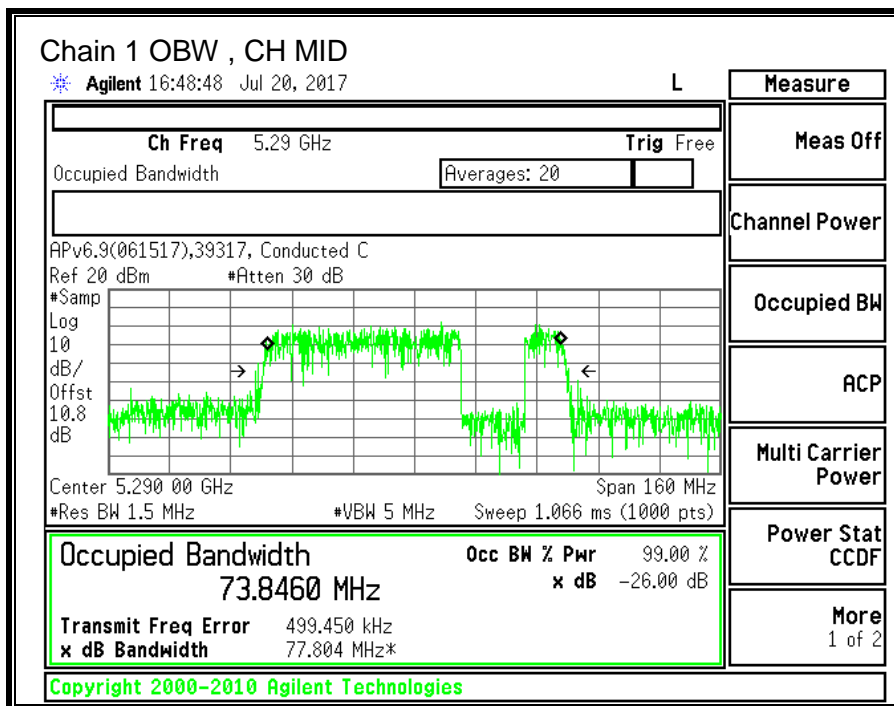 Chain 1 OBW , CH MID
Agilent 16:48:48 Jul 20, 2017 L
Measure
Ch Freq 5.29 GHz Trig Free
Meas Off
Occupied Bandwidth Averages: 20
Channel Power
APv6.9(061517),39317, Conducted C
Ref 20 dBm #Atten 30 dB
#Samp
Log
10
dB/
Offst
10.8
dB
Occupied BW
ACP
Multi Carrier
Power
Center 5.290 00 GHz Span 160 MHz
#Res BW 1.5 MHz #VBW 5 MHz Sweep 1.066 ms (1000 pts)
Power Stat
CCDF
Occupied Bandwidth Occ BW % Pwr 99.00 %
73.8460 MHz x dB -26.00 dB
Transmit Freq Error 499.450 kHz
x dB Bandwidth 77.804 MHz*
More
1 of 2
Copyright 2000-2010 Agilent Technologies